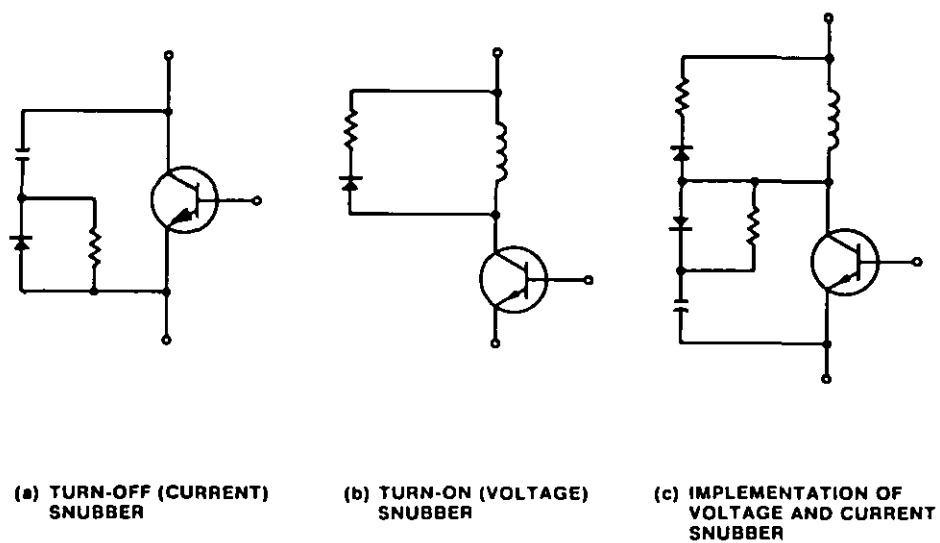 (a) TURN-OFF (CURRENT)
SNUBBER
(b) TURN-ON (VOLTAGE)
SNUBBER
(c) IMPLEMENTATION OF
VOLTAGE AND CURRENT
SNUBBER